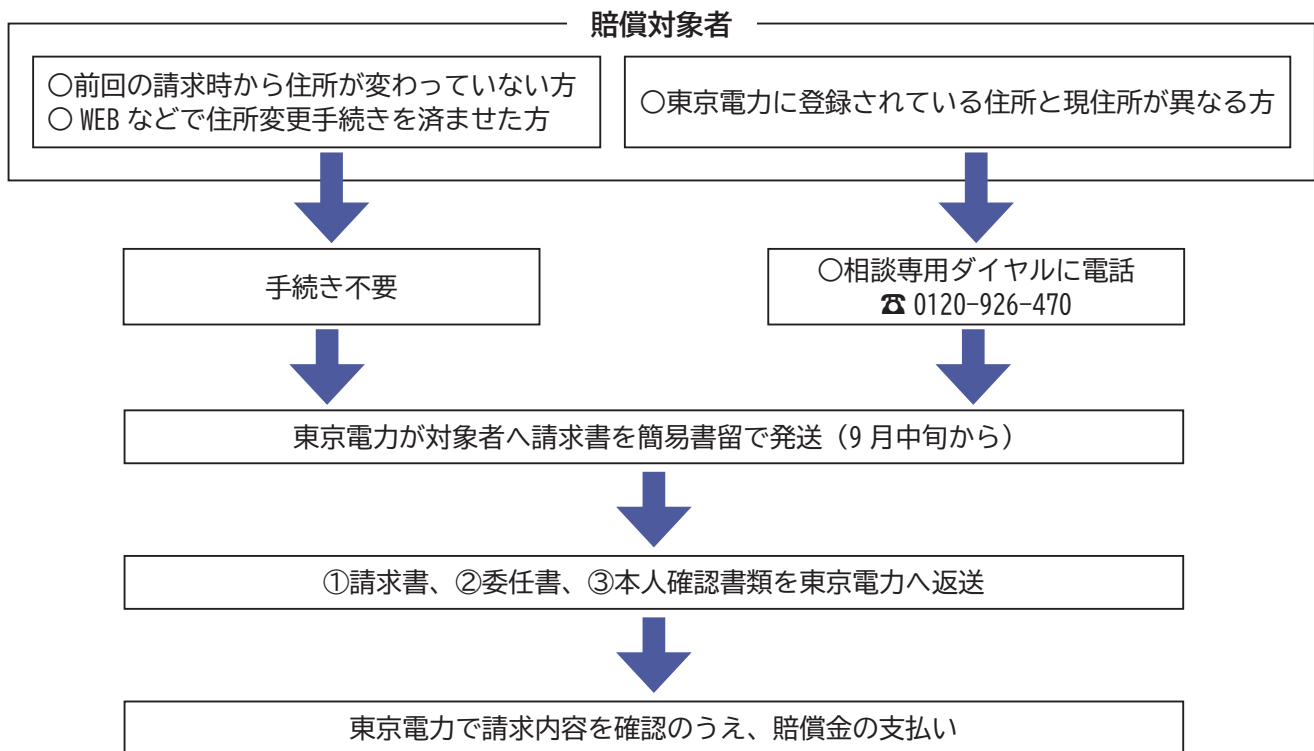 賠償対象者
○前回の請求時から住所が変わっていない方
○ WEB などで住所変更手続きを済ませた方
○東京電力に登録されている住所と現住所が異なる方
手続き不要
○相談専用ダイヤルに電話
☎ 0120-926-470
東京電力が対象者へ請求書を簡易書留で発送（9 月中旬から）
①請求書、②委任書、③本人確認書類を東京電力へ返送
東京電力で請求内容を確認のうえ、賠償金の支払い